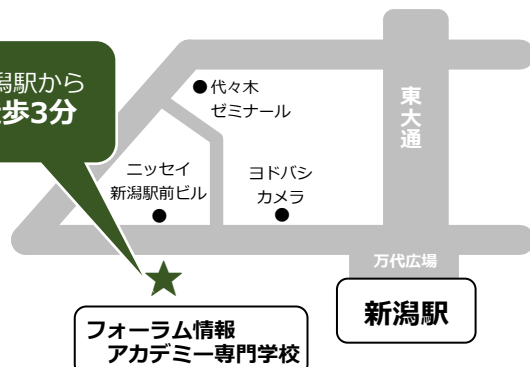 潟駅から
歩3分
代々木
ゼミナール
東大通
ニッセイ
新潟駅前ビル
ヨドバシ
カメラ
万代広場
新潟駅
フォーラム情報
アカデミー専門学校